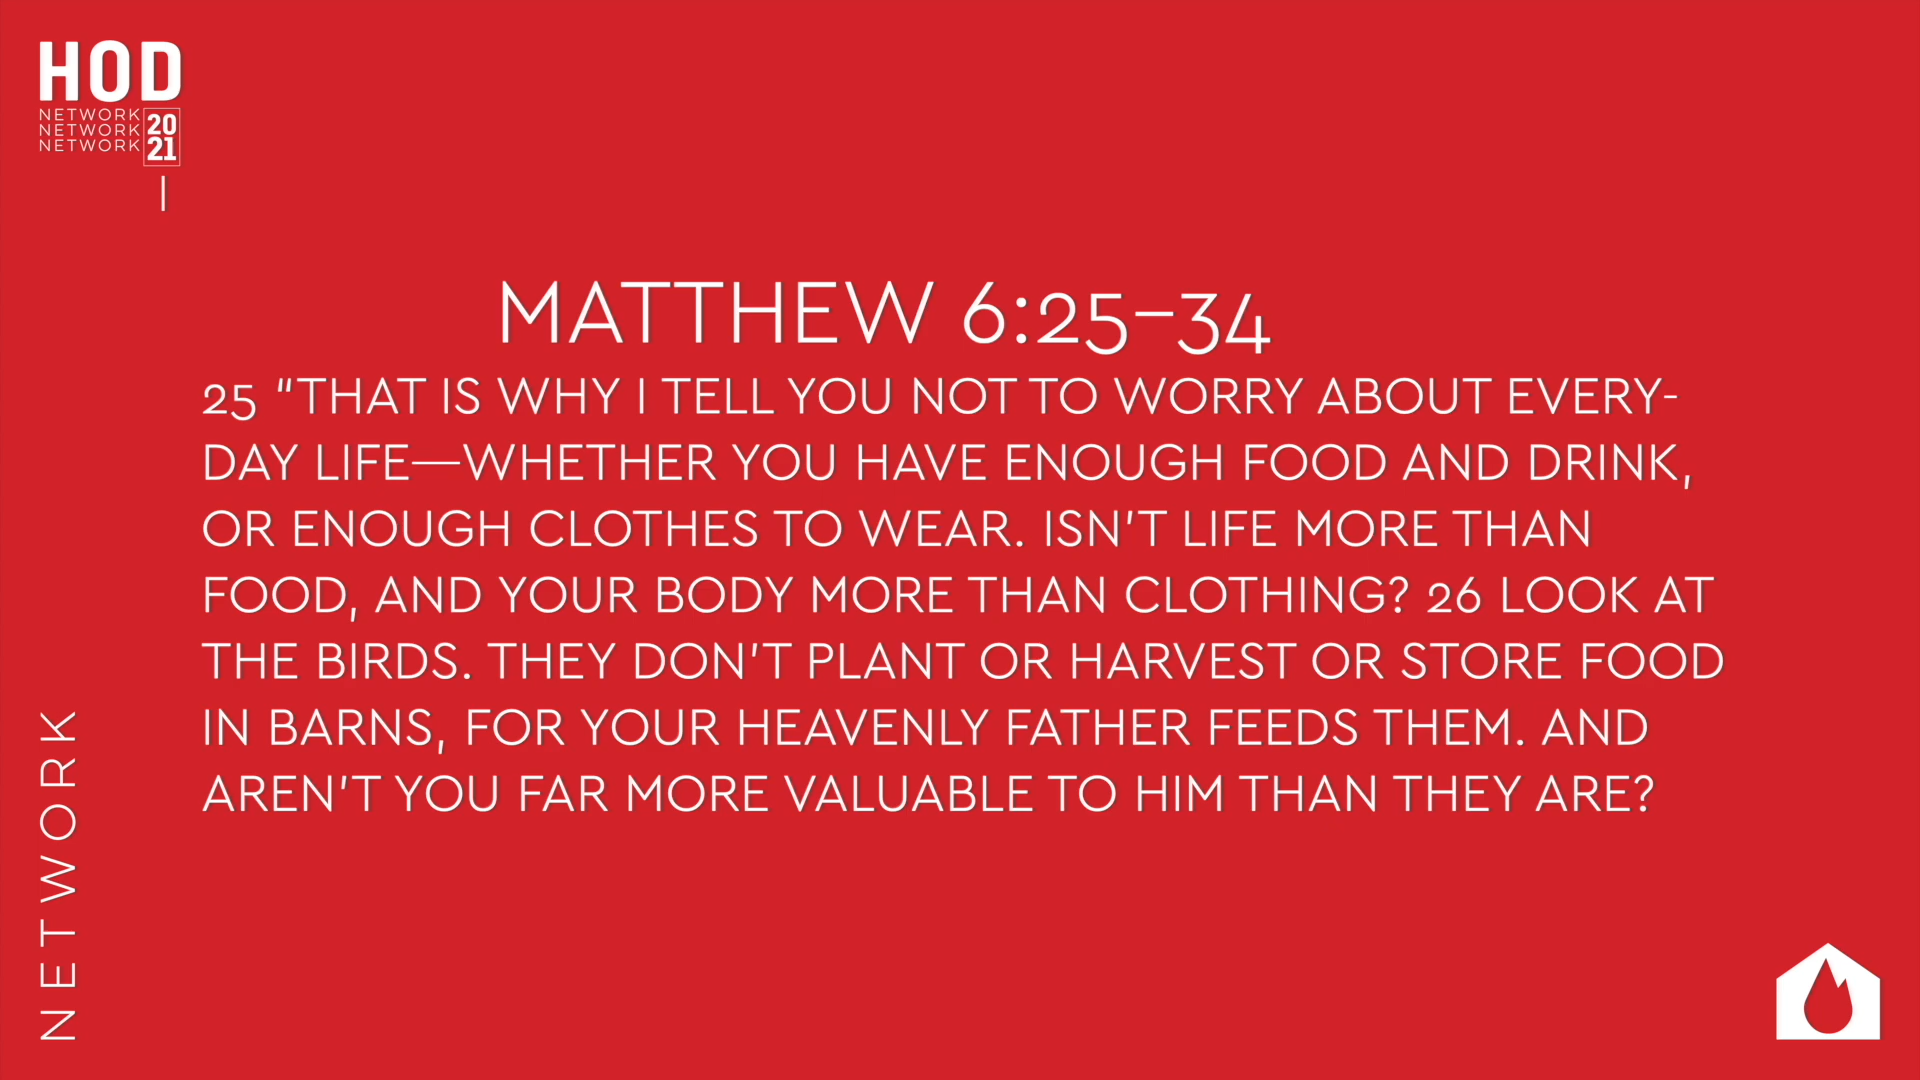 HOD
NETWORK
NETWORK
NETWORK
20
21
MATTHEW 6:25–34
25 “THAT IS WHY I TELL YOU NOT TO WORRY ABOUT EVERY-
DAY LIFE—WHETHER YOU HAVE ENOUGH FOOD AND DRINK,
OR ENOUGH CLOTHES TO WEAR. ISN’T LIFE MORE THAN
FOOD, AND YOUR BODY MORE THAN CLOTHING? 26 LOOK AT
THE BIRDS. THEY DON’T PLANT OR HARVEST OR STORE FOOD
IN BARNS, FOR YOUR HEAVENLY FATHER FEEDS THEM. AND
AREN’T YOU FAR MORE VALUABLE TO HIM THAN THEY ARE?
NETWORK